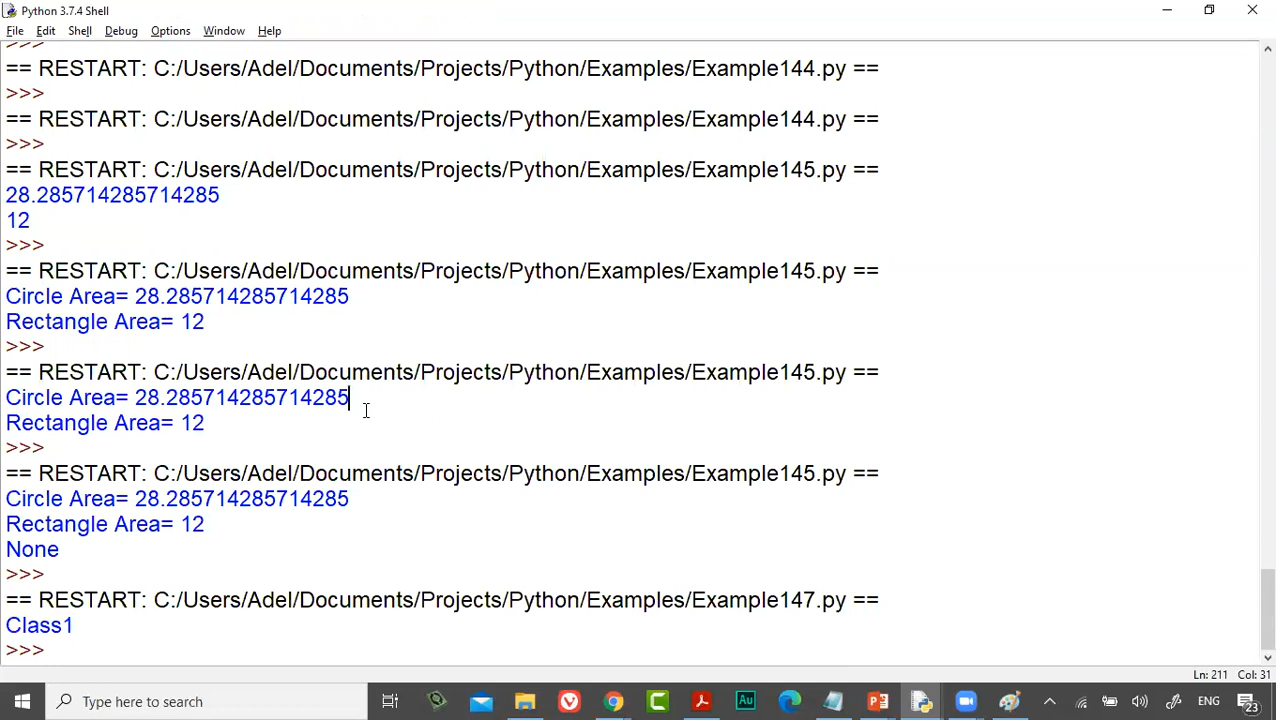 Python 3.7.4 Shell
File Edit Shell Debug Options Window Help
>>>
== RESTART: C:/Users/Adel/Documents/Projects/Python/Examples/Example144.py ==
>>>
== RESTART: C:/Users/Adel/Documents/Projects/Python/Examples/Example144.py ==
>>>
== RESTART: C:/Users/Adel/Documents/Projects/Python/Examples/Example145.py ==
28.285714285714285
12
>>>
== RESTART: C:/Users/Adel/Documents/Projects/Python/Examples/Example145.py ==
Circle Area= 28.285714285714285
Rectangle Area= 12
>>>
== RESTART: C:/Users/Adel/Documents/Projects/Python/Examples/Example145.py ==
Circle Area= 28.285714285714285
Rectangle Area= 12
>>>
== RESTART: C:/Users/Adel/Documents/Projects/Python/Examples/Example145.py ==
Circle Area= 28.285714285714285
Rectangle Area= 12
None
>>>
== RESTART: C:/Users/Adel/Documents/Projects/Python/Examples/Example147.py ==
Class1
>>>
Ln: 211 Col: 31
Type here to search
Au
ENG
23